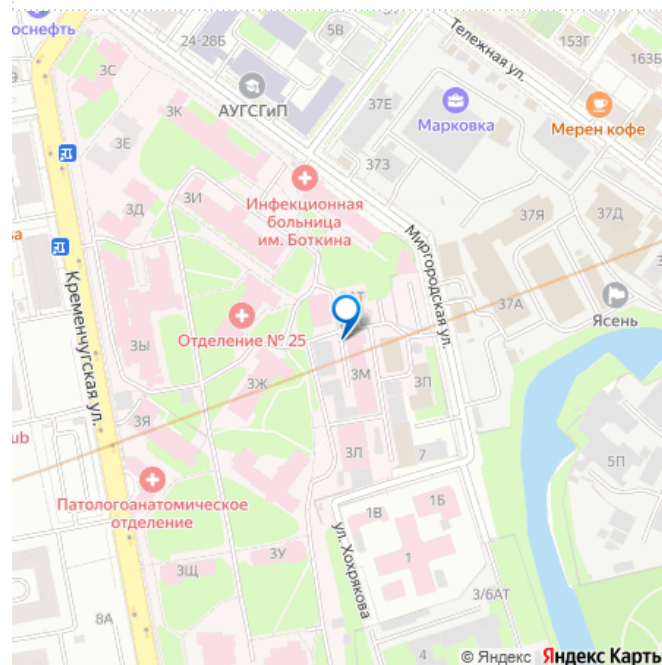 оснефть
24-28Б
5В
Тележная ул.
153Г
163Б
3С
АУГСГиП
37Е
Марковка
Мерен кофе
3К
3Е
373
Инфекционная
больница
им. Боткина
3И
3Д
37Я
37Д
Миргородская ул.
Кременчугская ул.
37А
Ясень
Отделение № 25
3Ы
3Ж
3М
3П
3Я
ub
3Л
7
5П
Патологоанатомическое
отделение
1В
1Б
ул. Хохрякова
3У
3Щ
1
3/6АТ
8А
4
© Яндекс Яндекс Карты